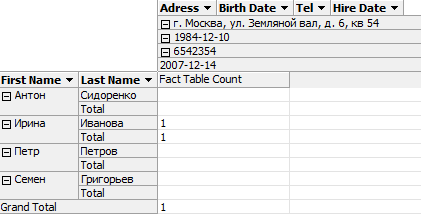 Adress Birth Date Tel Hire Date
г. Москва, ул. Земляной вал, д. 6, кв 54
1984-12-10
6542354
2007-12-14
First Name Last Name Fact Table Count
Антон Сидоренко
Total
Ирина Иванова 1
Total 1
Петр Петров
Total
Семен Григорьев
Total
Grand Total 1